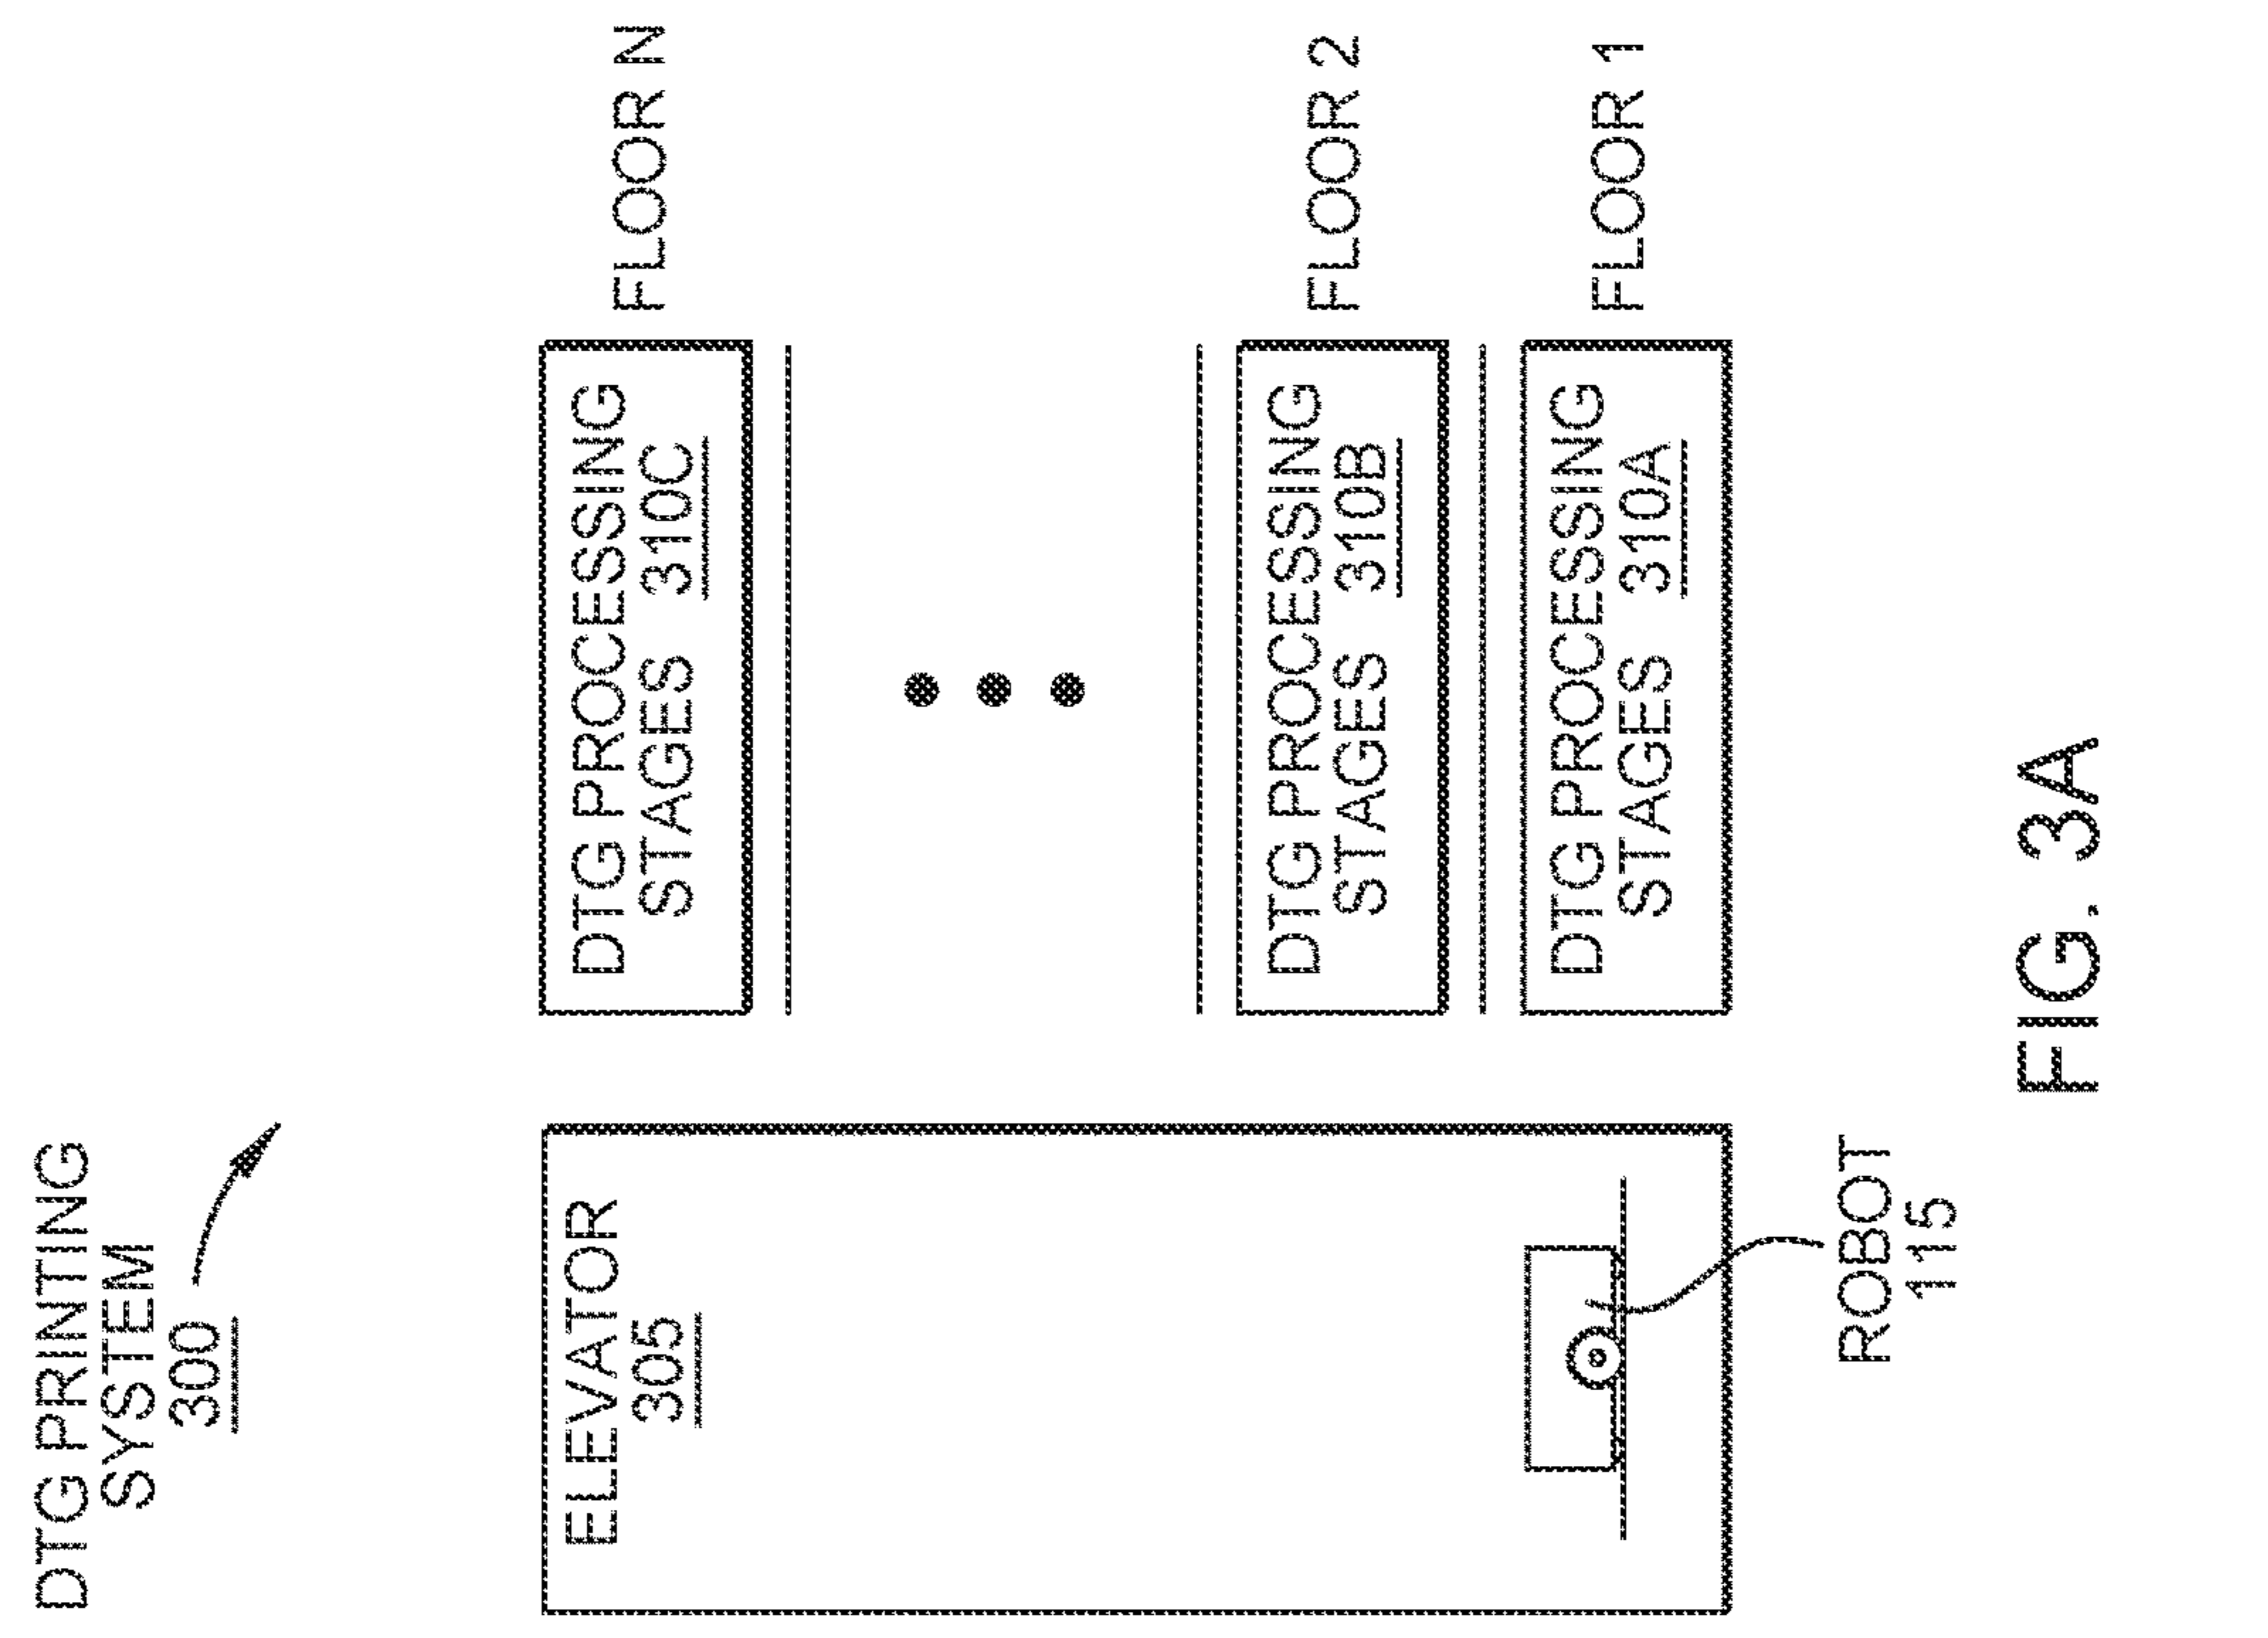 DTG PRINTING
SYSTEM
300
ELEVATOR
305
DTG PROCESSING
STAGES 310C
FLOOR N
DTG PROCESSING
STAGES 310B
FLOOR 2
DTG PROCESSING
STAGES 310A
FLOOR 1
ROBOT
115
FIG. 3A